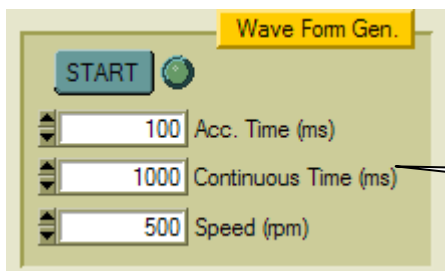 Wave Form Gen.
START
100 Acc. Time (ms)
1000 Continuous Time (ms)
500 Speed (rpm)